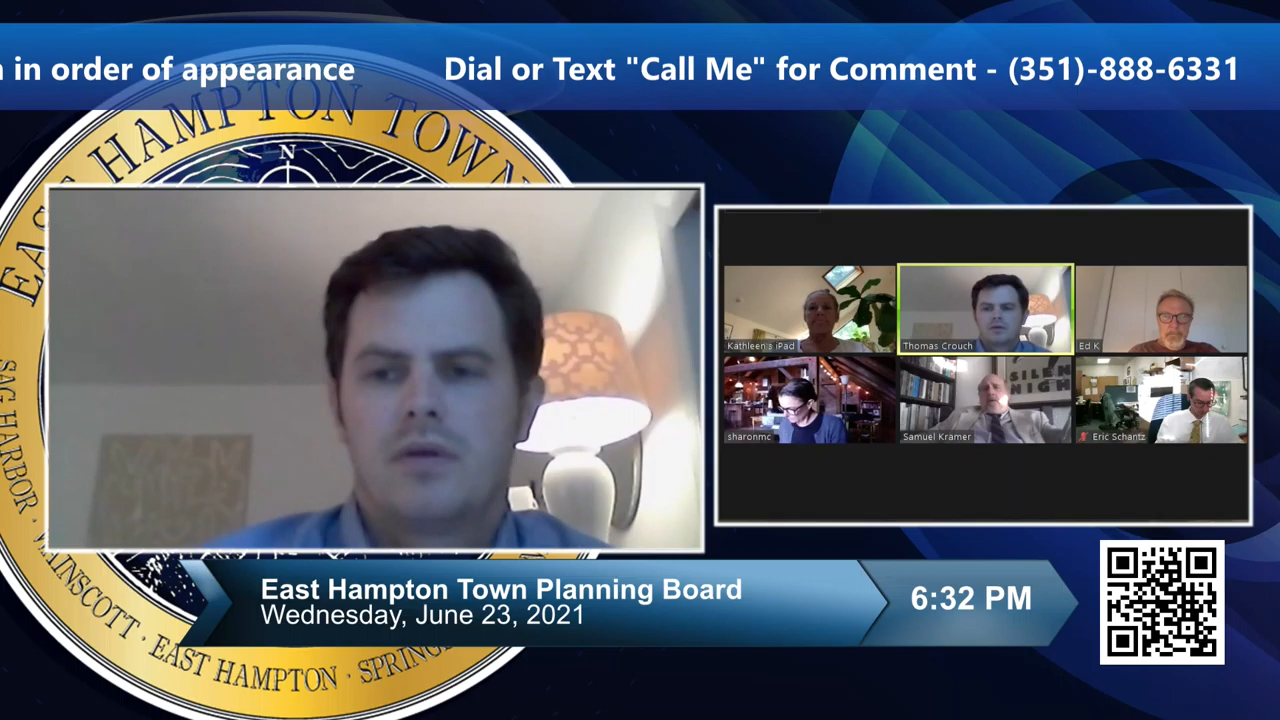 in order of appearance Dial or Text "Call Me" for Comment - (351)-888-6331
EAST HAMPTON TOWN
N
SAG HARBOR · WAINSCOTT · EAST HAMPTON ·
Kathleen's iPad
Thomas Crouch
Ed K
sharonmc
Samuel Kramer
Eric Schantz
East Hampton Town Planning Board
Wednesday, June 23, 2021
6:32 PM